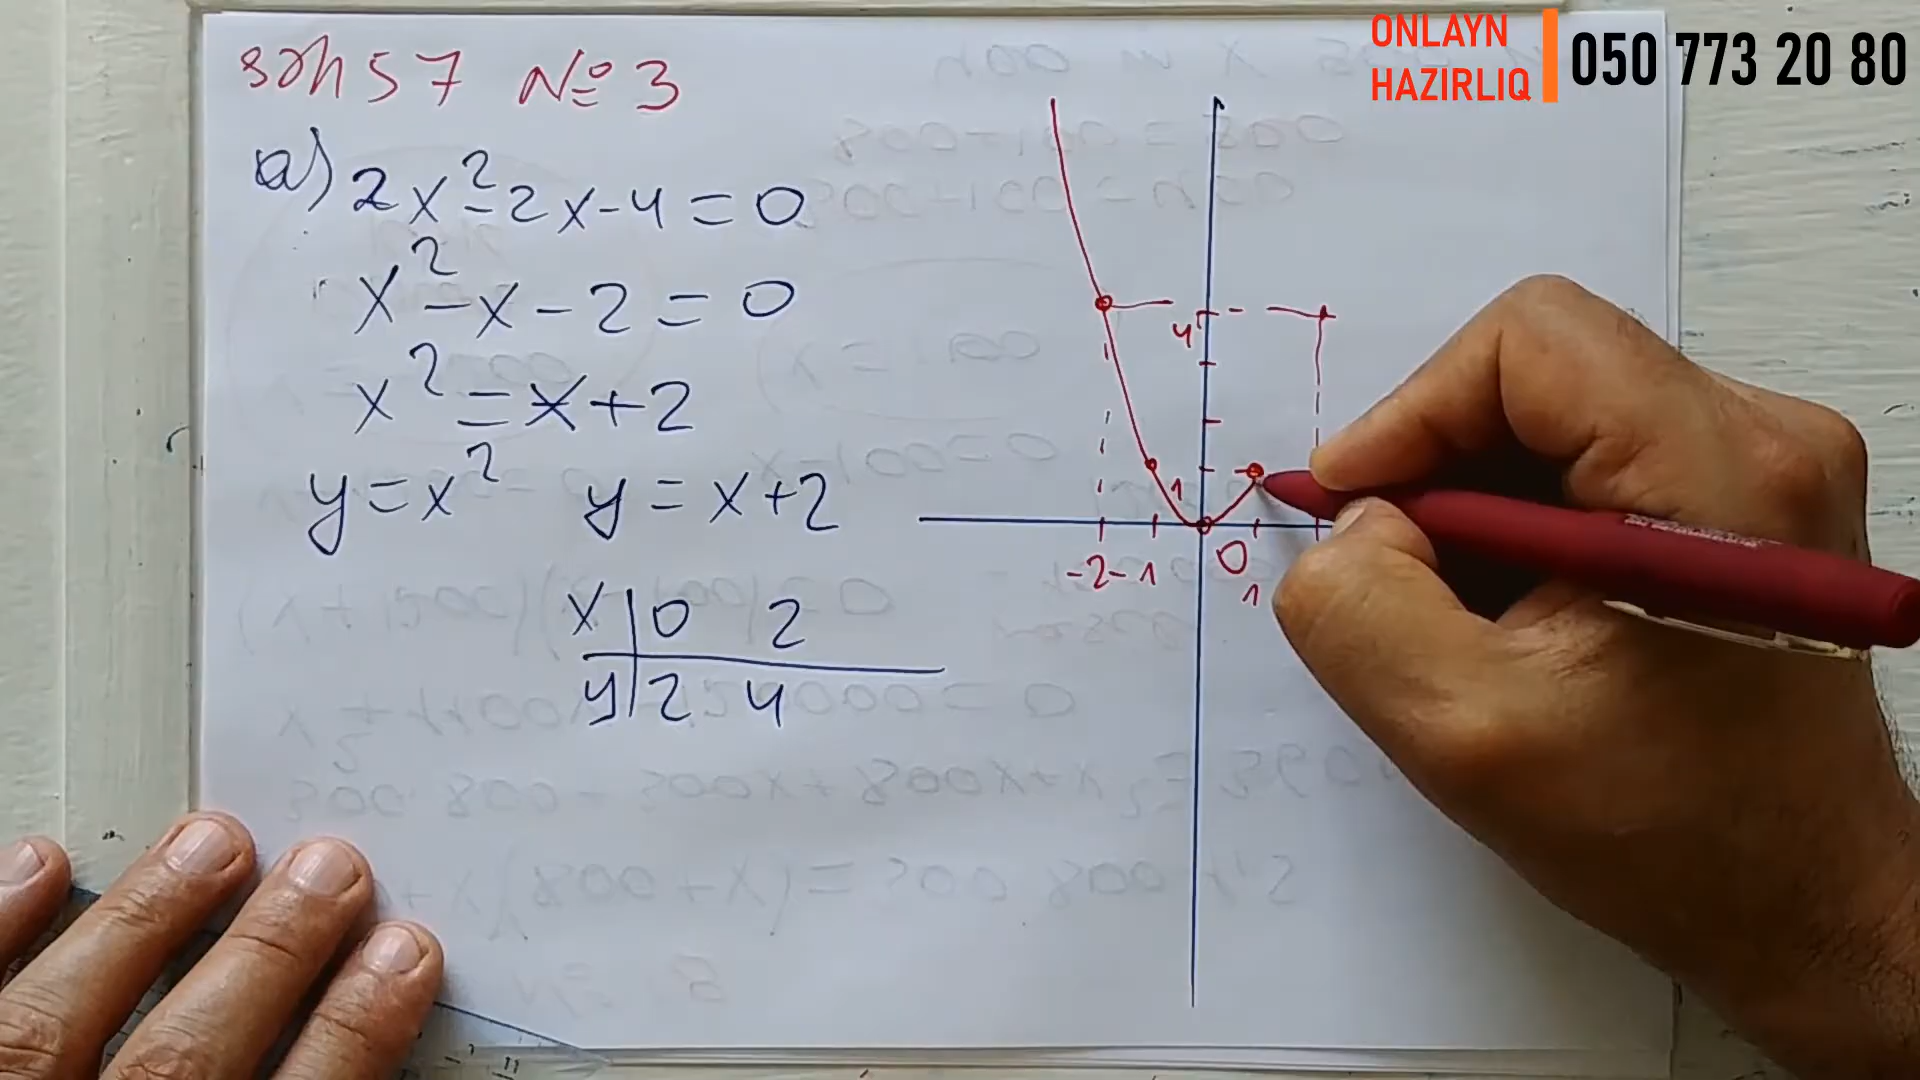 səh 57 № 3
a) 2x²-2x-4=0
x²-x-2=0
x²=x+2
y=x² y=x+2
x 0 2
y 2 4
4
1
-2 -1 0
1
ONLAYN
HAZIRLIQ
050 773 20 80